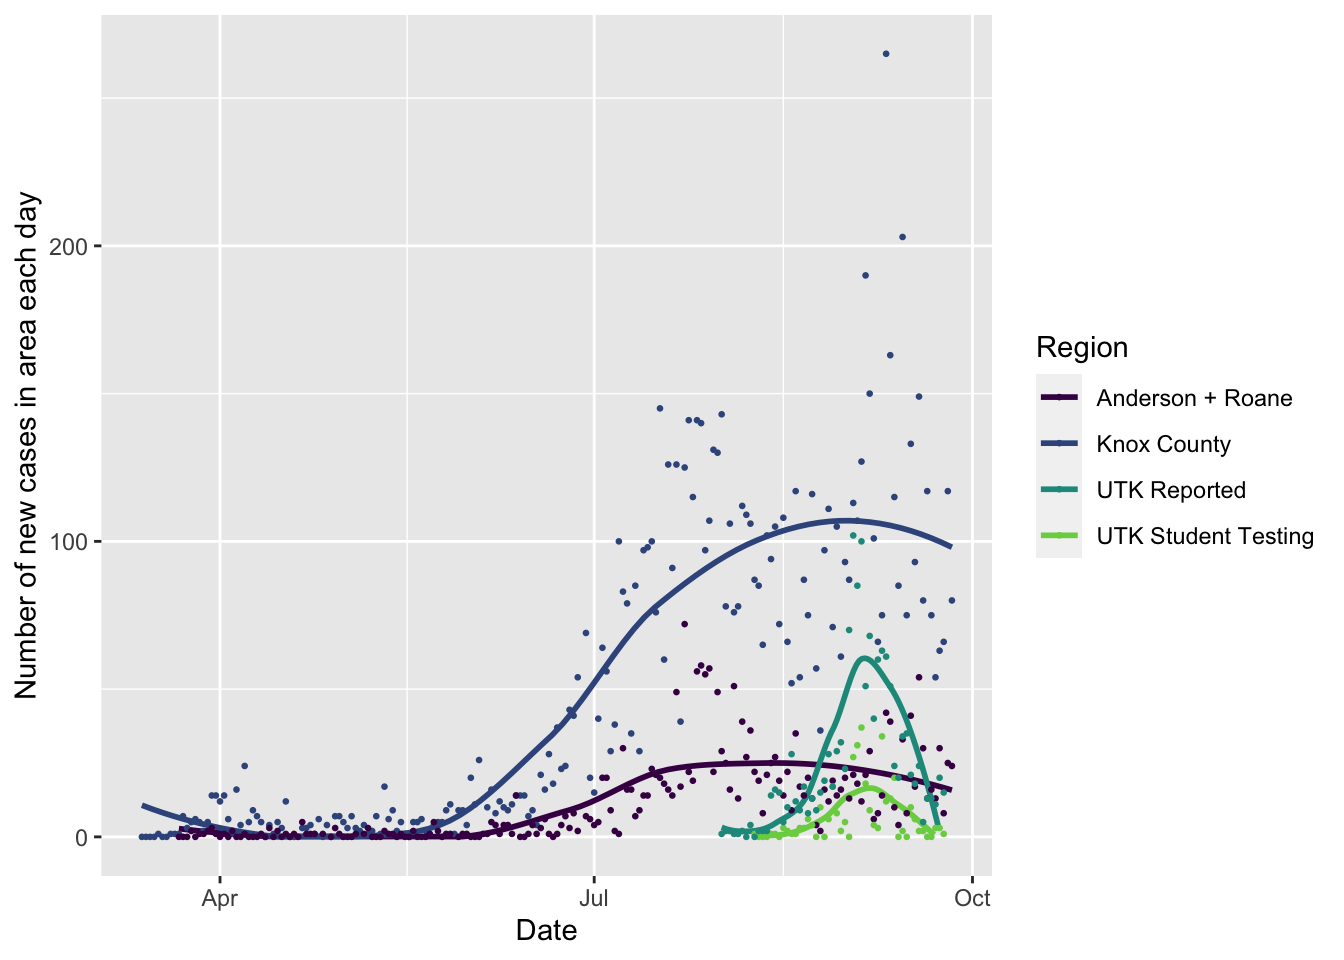 Number of new cases in area each day
200
100
0
Apr
Jul
Oct
Date
Region
Anderson + Roane
Knox County
UTK Reported
UTK Student Testing